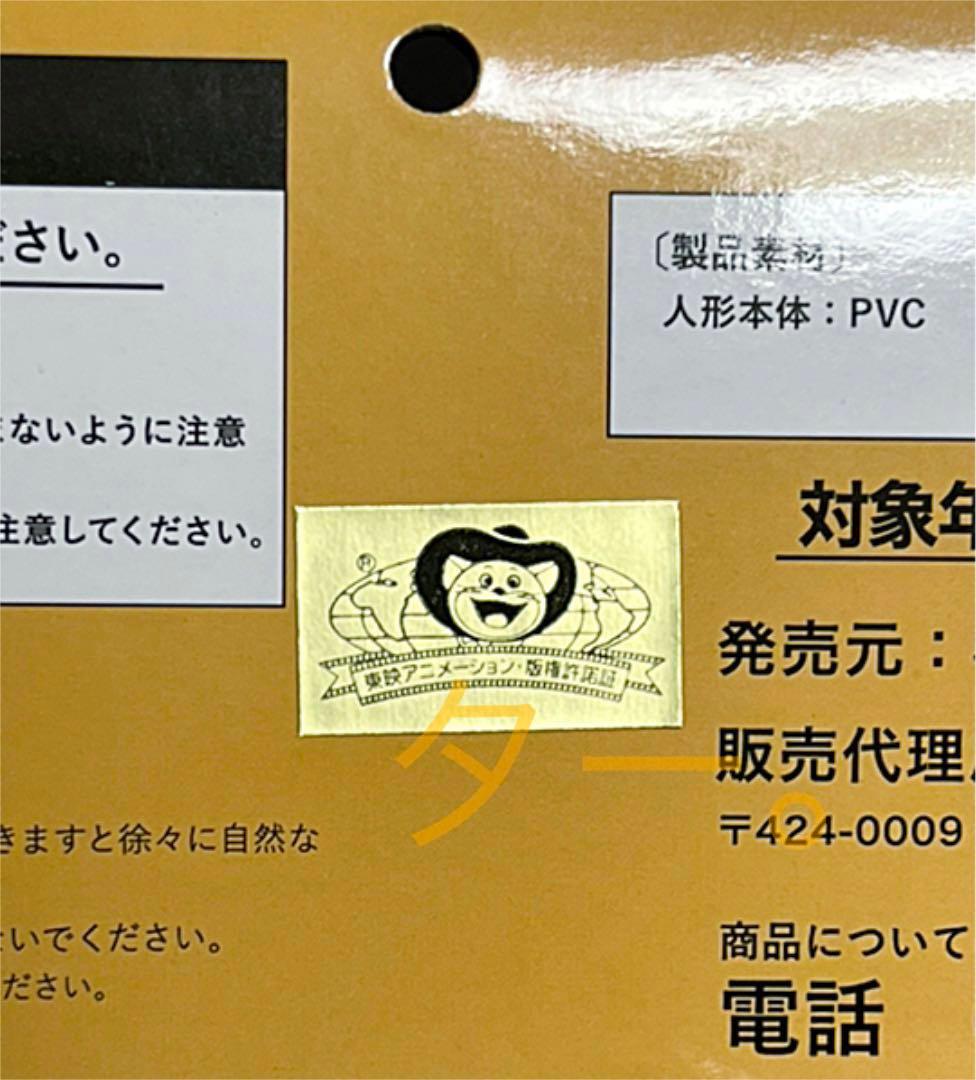 ださい。
まないように注意
注意してください。
〔製品素材〕
人形本体：PVC
®
東映アニメーション・版権許諾証
対象年
発売元：
販売代理
〒424-0009
きますと徐々に自然な
ないでください。
ださい。
商品について
電話
ター。